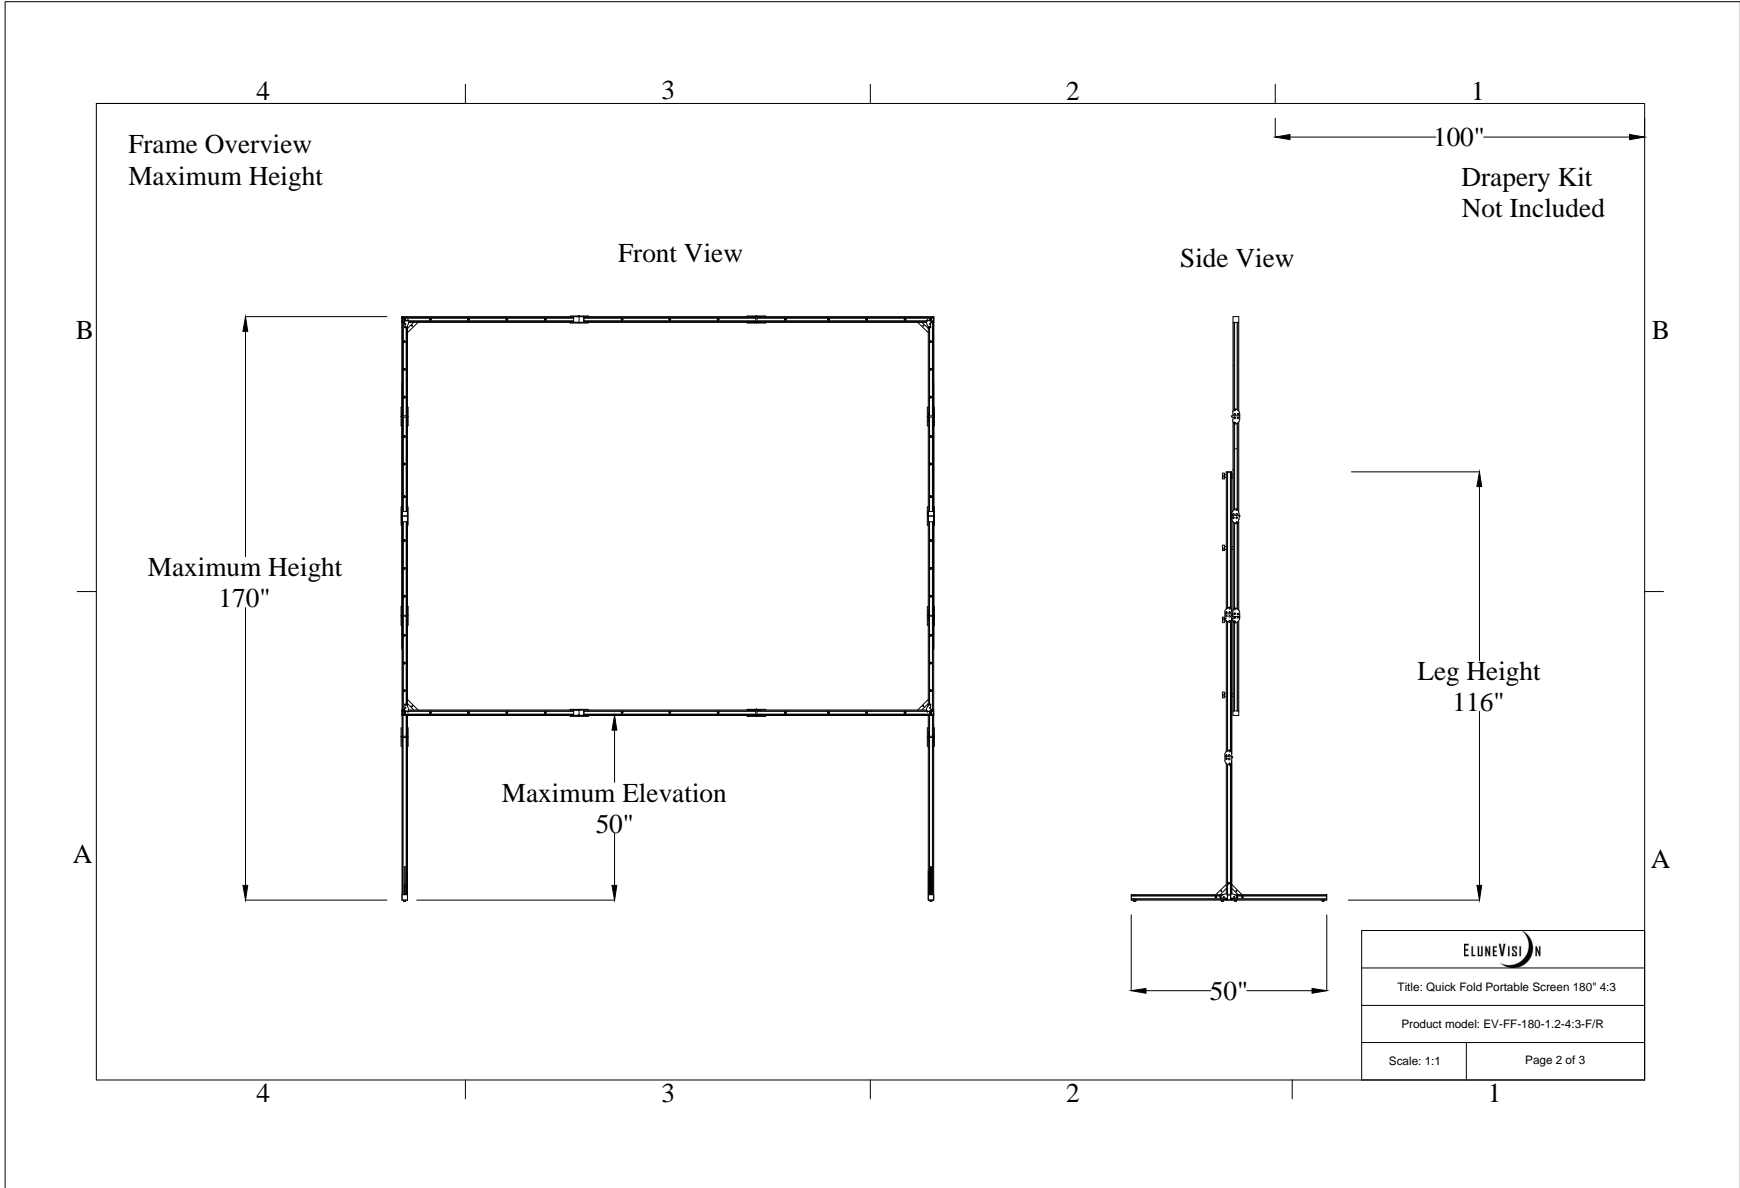 4 3 2 1
Frame Overview
Maximum Height
100"
Drapery Kit
Not Included
Front View
Side View
B B
Maximum Height
170"
Leg Height
116"
Maximum Elevation
50"
A A
50"
ELUNEVISION
Title: Quick Fold Portable Screen 180" 4:3
Product model: EV-FF-180-1.2-4:3-F/R
Scale: 1:1 Page 2 of 3
4 3 2 1